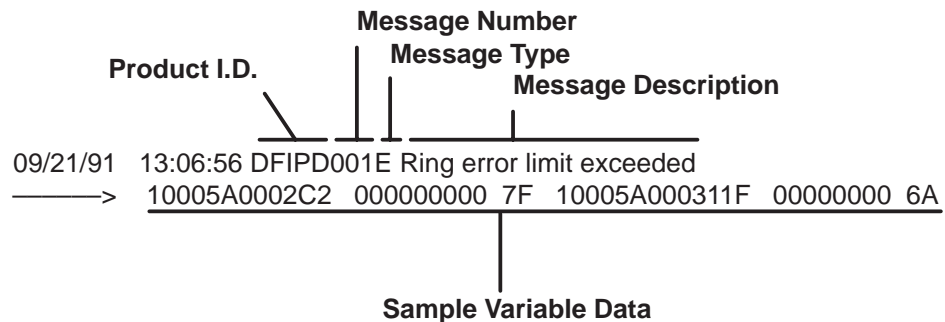 Message Number
Message Type
Product I.D.
Message Description
09/21/91 13:06:56 DFIPD001E Ring error limit exceeded
———> 10005A0002C2 000000000 7F 10005A000311F 00000000 6A
Sample Variable Data